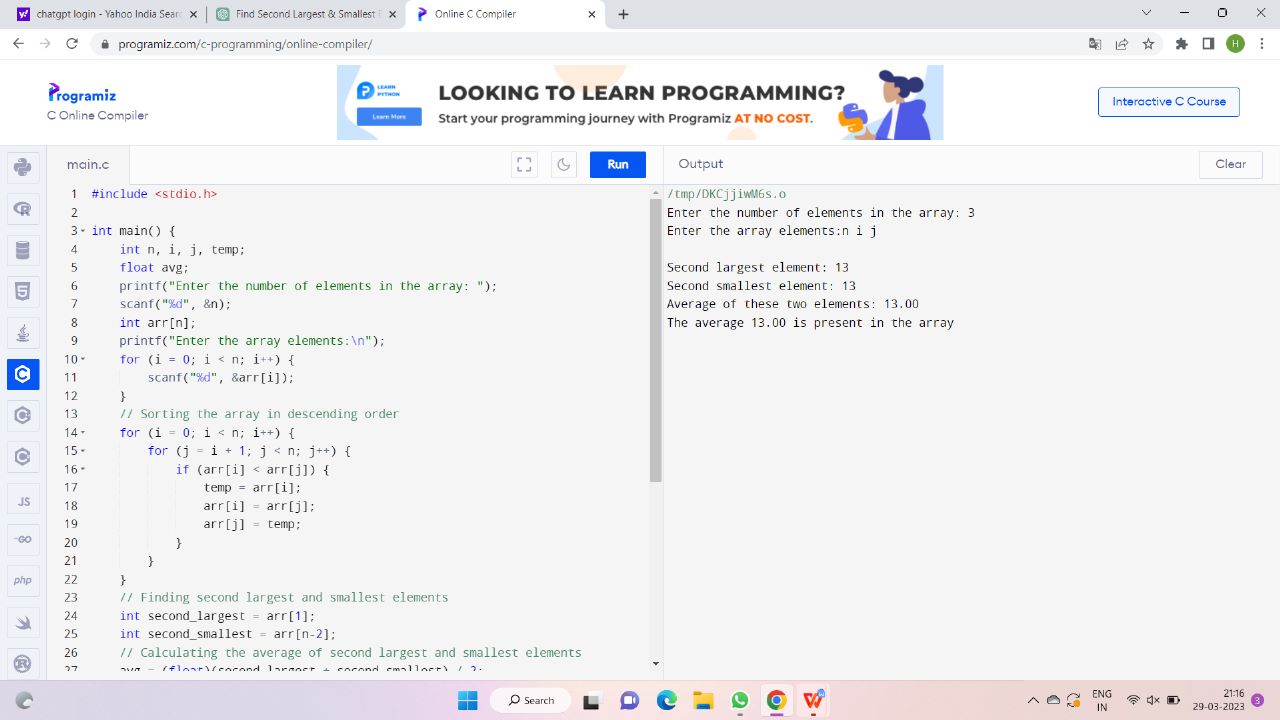 chatgpt login - Yahoo India Sear
Find Second Largest & Smallest E
Online C Compiler
programiz.com/c-programming/online-compiler/
H
Programiz
C Online Compiler
LEARN PYTHON
Learn More
LOOKING TO LEARN PROGRAMMING?
Start your programming journey with Programiz AT NO COST.
Interactive C Course
main.c
Run
Output
Clear
1 #include <stdio.h>
2
3 int main() {
4 int n, i, j, temp;
5 float avg;
6 printf("Enter the number of elements in the array: ");
7 scanf("%d", &n);
8 int arr[n];
9 printf("Enter the array elements:\n");
10 for (i = 0; i < n; i++) {
11 scanf("%d", &arr[i]);
12 }
13 // Sorting the array in descending order
14 for (i = 0; i < n; i++) {
15 for (j = i + 1; j < n; j++) {
16 if (arr[i] < arr[j]) {
17 temp = arr[i];
18 arr[i] = arr[j];
19 arr[j] = temp;
20 }
21 }
22 }
23 // Finding second largest and smallest elements
24 int second_largest = arr[1];
25 int second_smallest = arr[n-2];
26 // Calculating the average of second largest and smallest elements
27 avg = (float)(second_largest + second_smallest) / 2;
/tmp/DKCjjiwM6s.o
Enter the number of elements in the array: 3
Enter the array elements:n i j
Second largest element: 13
Second smallest element: 13
Average of these two elements: 13.00
The average 13.00 is present in the array
JS
GO
php
Search
ENG
IN
21:16
29-03-2023
3